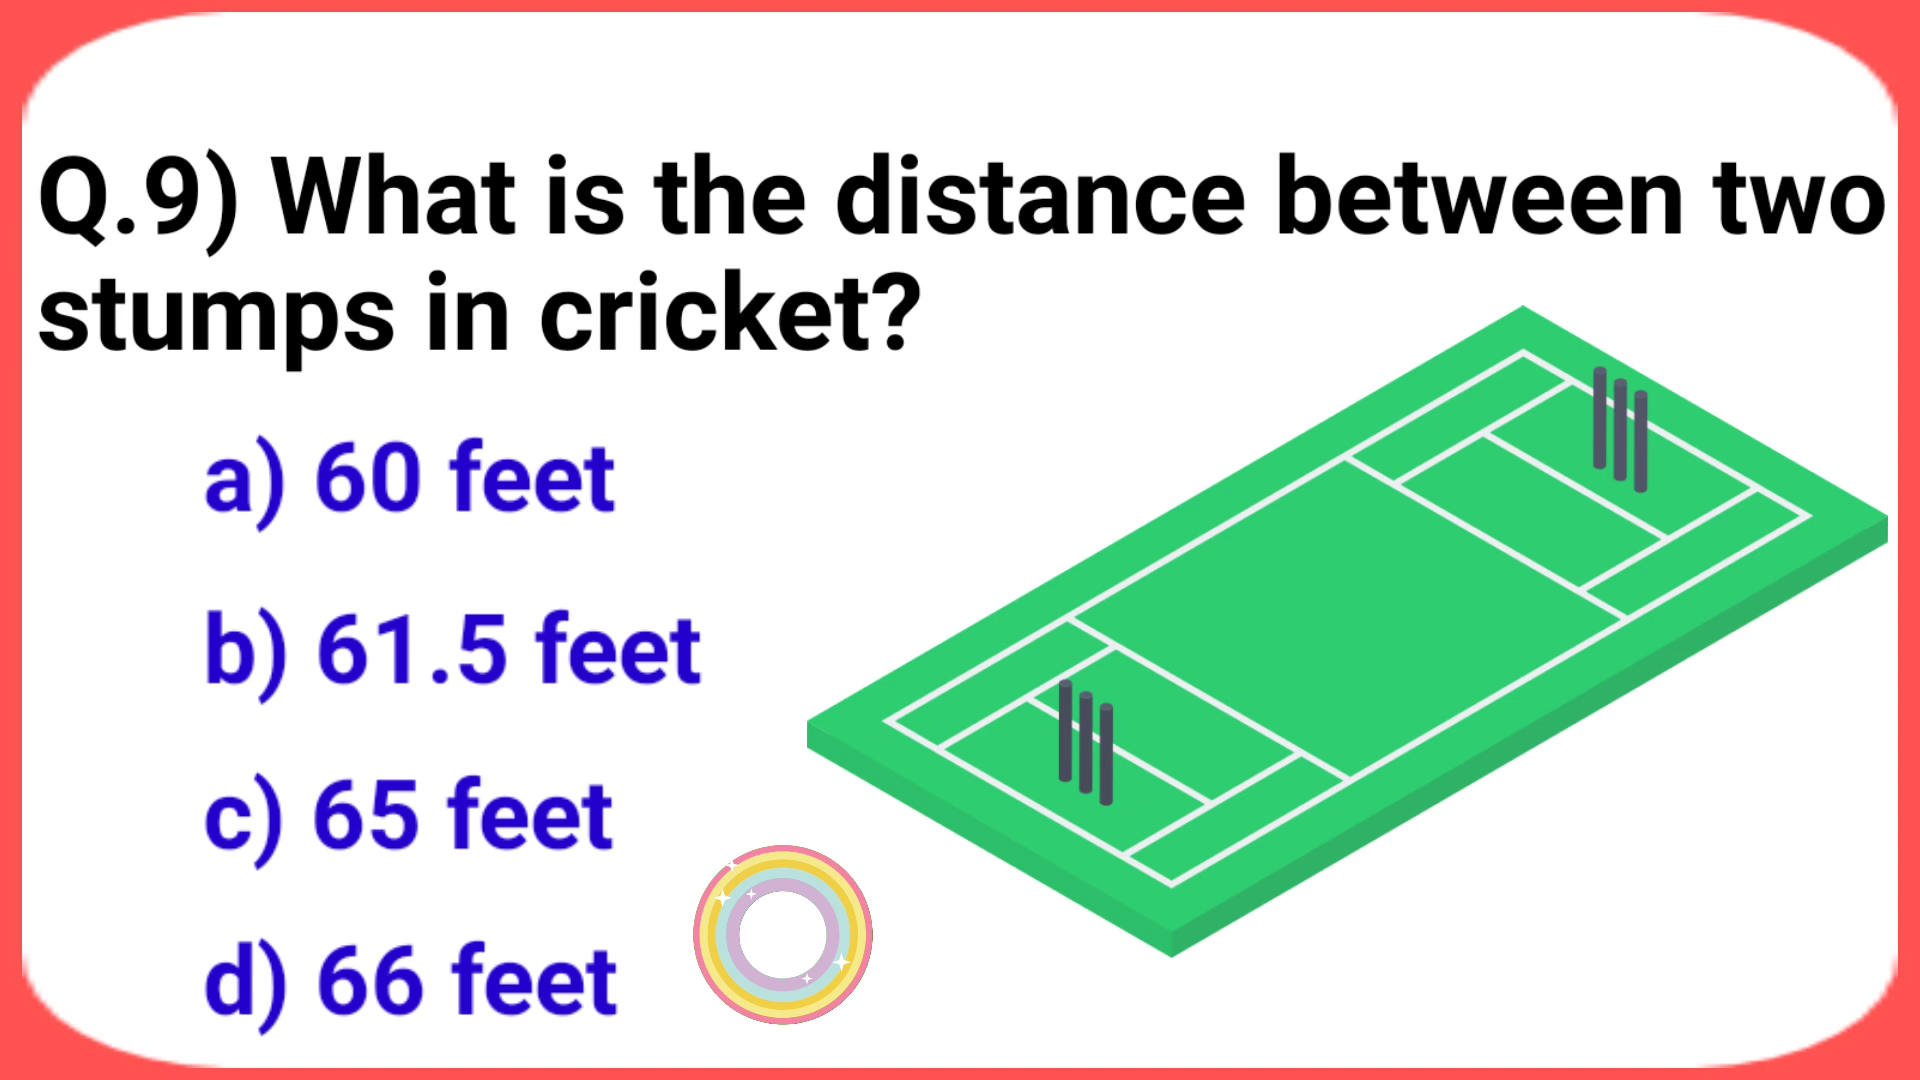 Q.9) What is the distance between two
stumps in cricket?
a) 60 feet
b) 61.5 feet
c) 65 feet
d) 66 feet